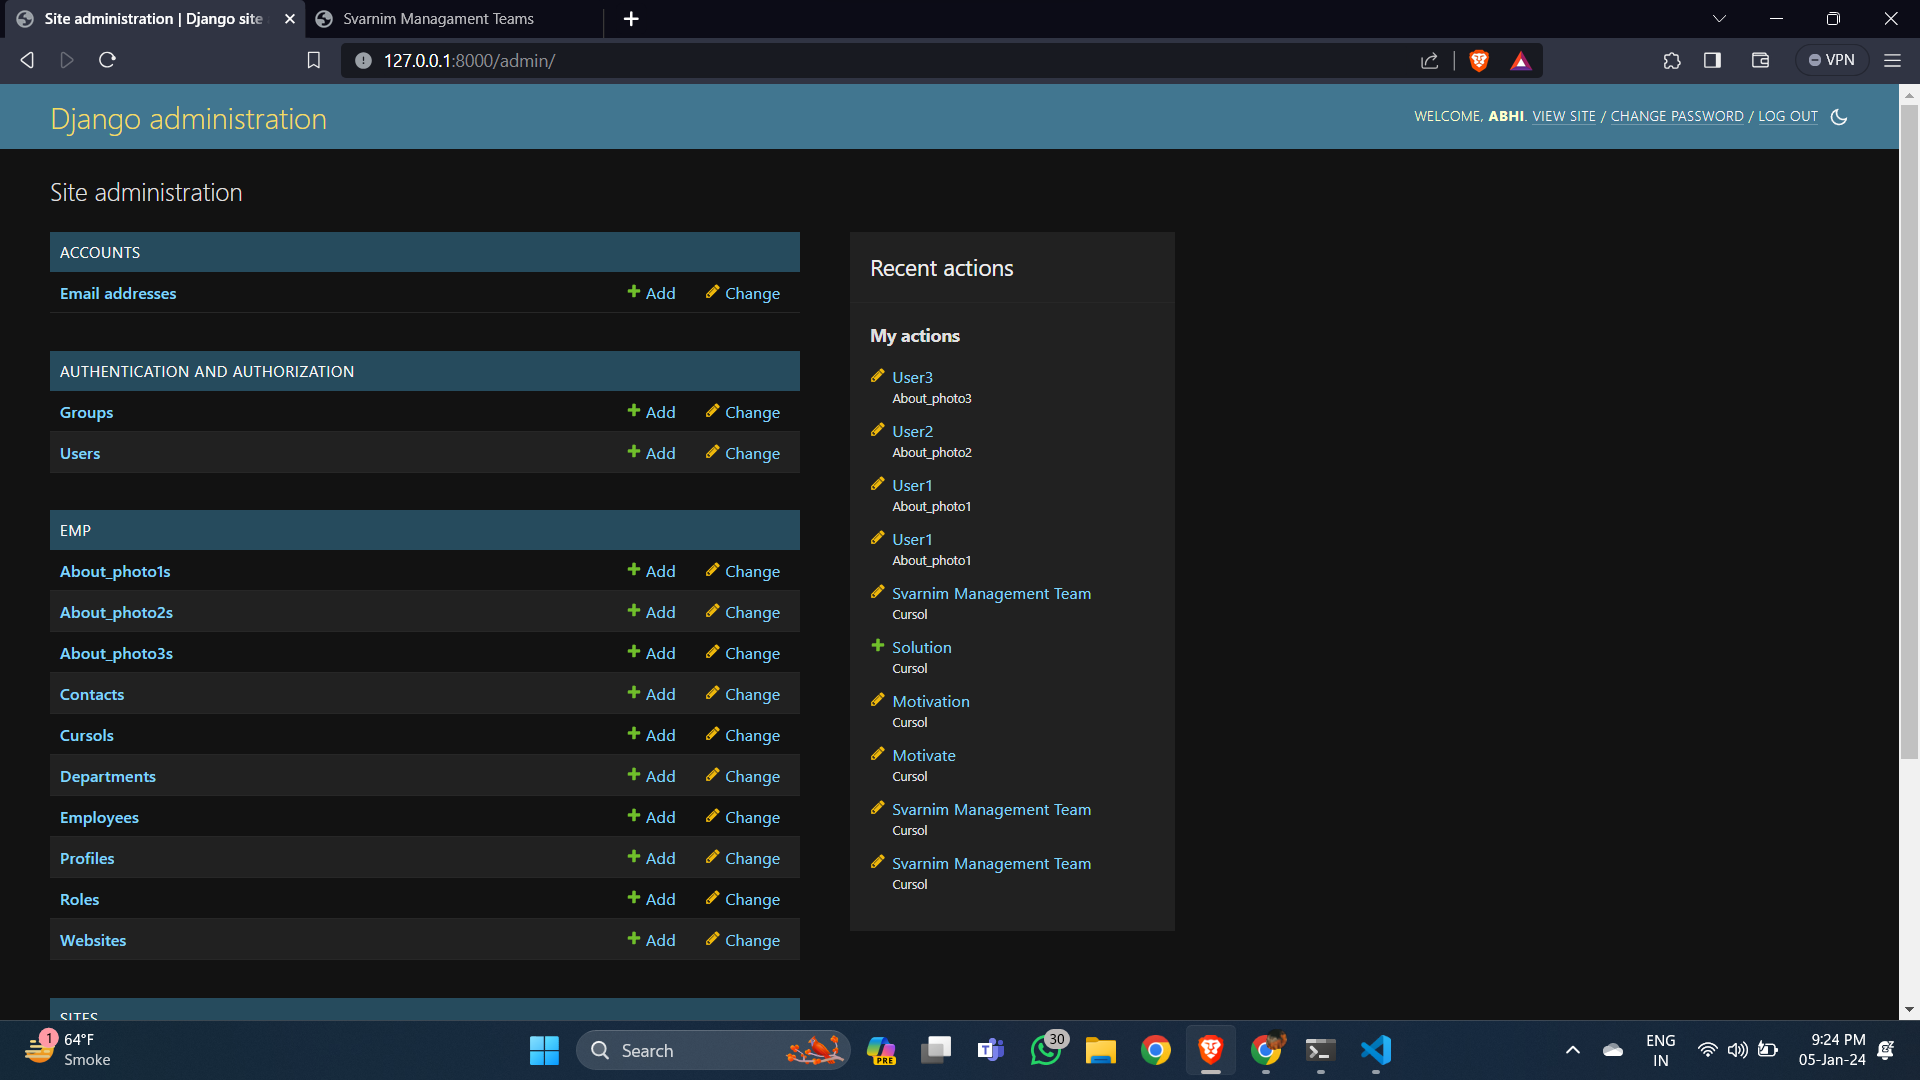 Site administration | Django site
Svarnim Managament Teams
127.0.0.1:8000/admin/
VPN
Django administration
WELCOME, ABHI. VIEW SITE / CHANGE PASSWORD / LOG OUT
Site administration
ACCOUNTS
Email addresses Add Change
AUTHENTICATION AND AUTHORIZATION
Groups Add Change
Users Add Change
EMP
About_photo1s Add Change
About_photo2s Add Change
About_photo3s Add Change
Contacts Add Change
Cursols Add Change
Departments Add Change
Employees Add Change
Profiles Add Change
Roles Add Change
Websites Add Change
SITES
Recent actions
My actions
User3
About_photo3
User2
About_photo2
User1
About_photo1
User1
About_photo1
Svarnim Management Team
Cursol
Solution
Cursol
Motivation
Cursol
Motivate
Cursol
Svarnim Management Team
Cursol
Svarnim Management Team
Cursol
1
64°F
Smoke
Search
PRE
30
ENG
IN
9:24 PM
05-Jan-24